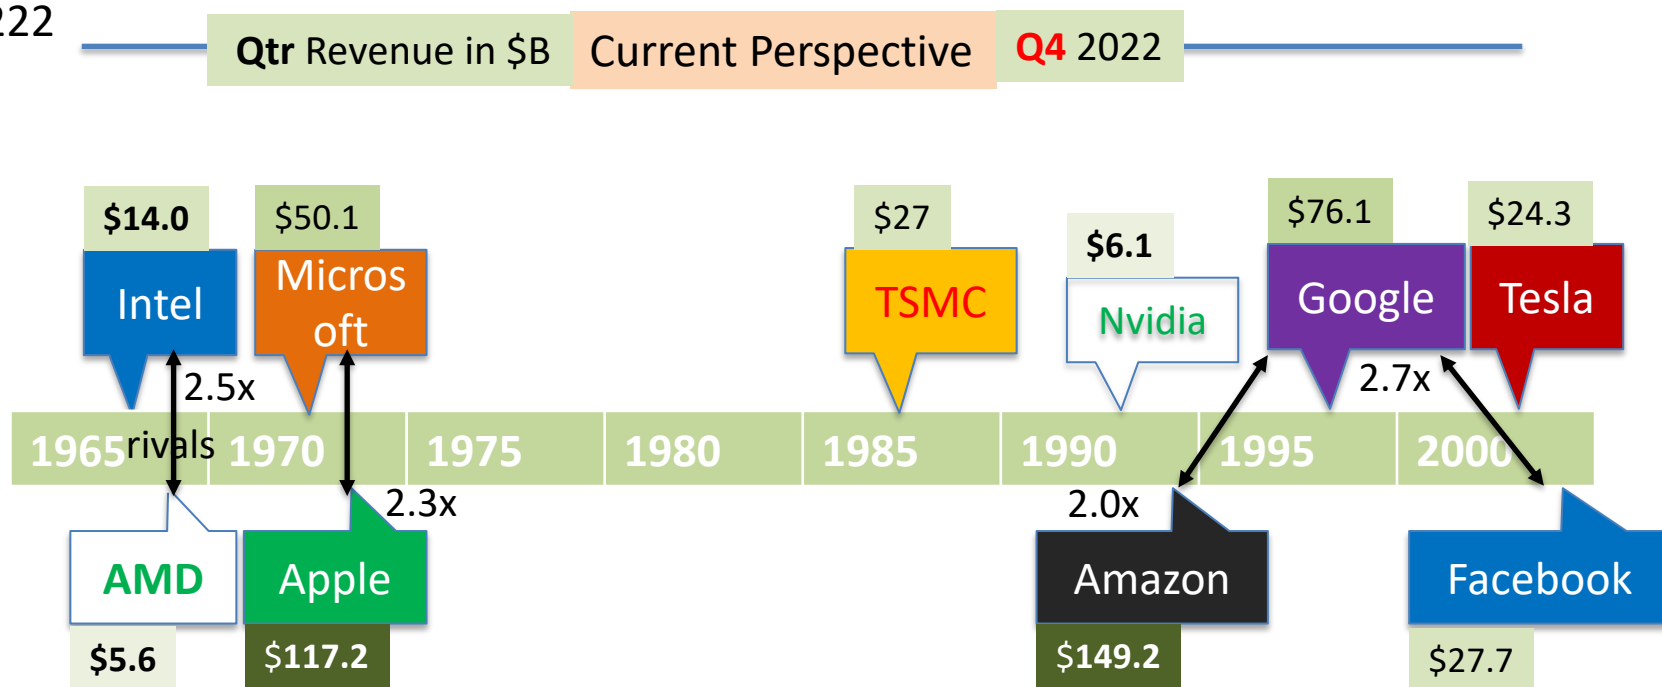 222
Qtr Revenue in $B
Current Perspective
Q4 2022
$14.0
$50.1
$27
$6.1
$76.1
$24.3
Intel
Micros
oft
TSMC
Nvidia
Google
Tesla
2.5x
2.7x
1965
rivals
1970
1975
1980
1985
1990
1995
2000
2.3x
2.0x
AMD
Apple
Amazon
Facebook
$5.6
$117.2
$149.2
$27.7